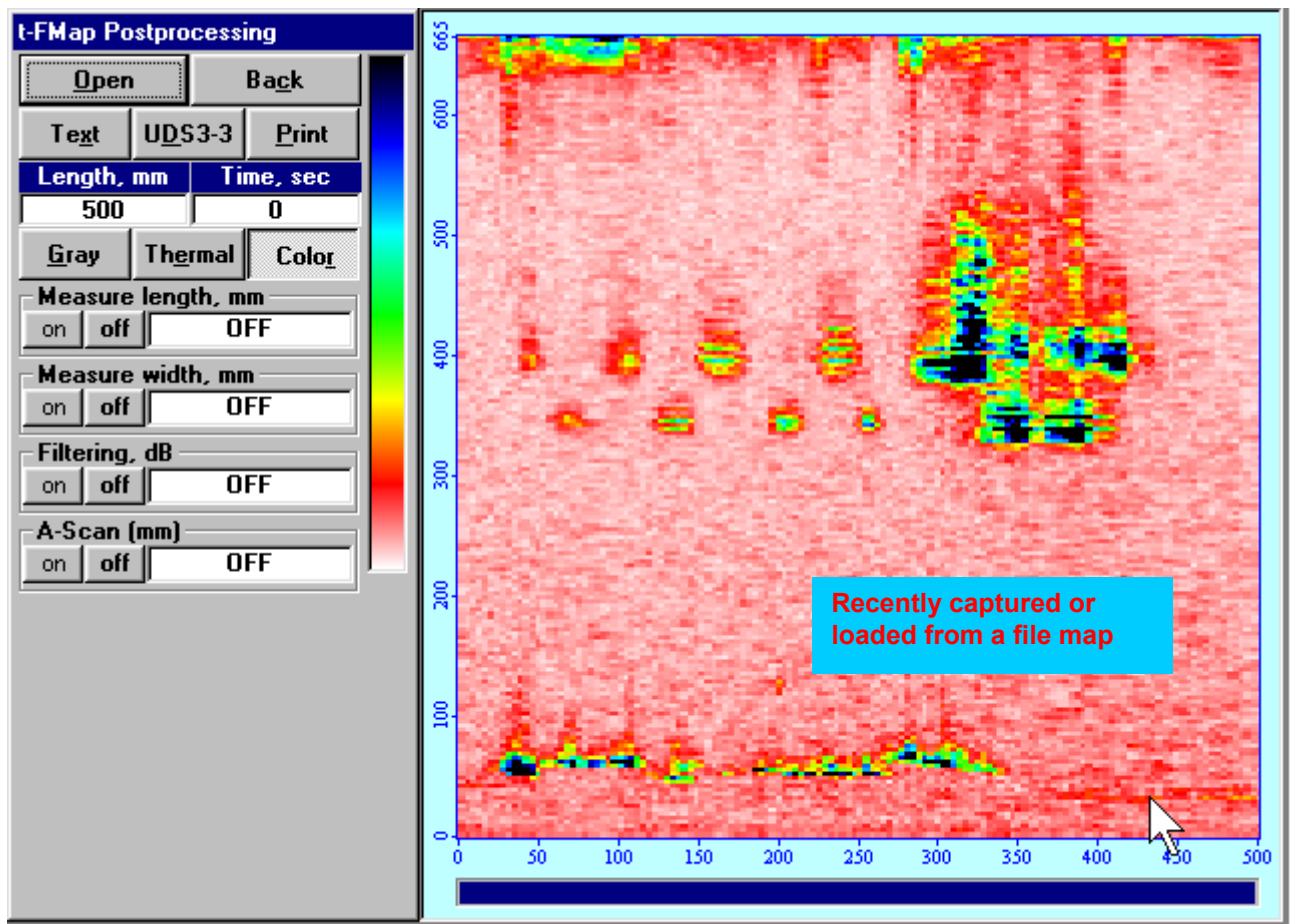 t-FMap Postprocessing
Open Back
Text UDS3-3 Print
Length, mm Time, sec
500 0
Gray Thermal Color
Measure length, mm
on off OFF
Measure width, mm
on off OFF
Filtering, dB
on off OFF
A-Scan (mm)
on off OFF
665
600
500
400
300
200
100
0
Recently captured or
loaded from a file map
0 50 100 150 200 250 300 350 400 450 500